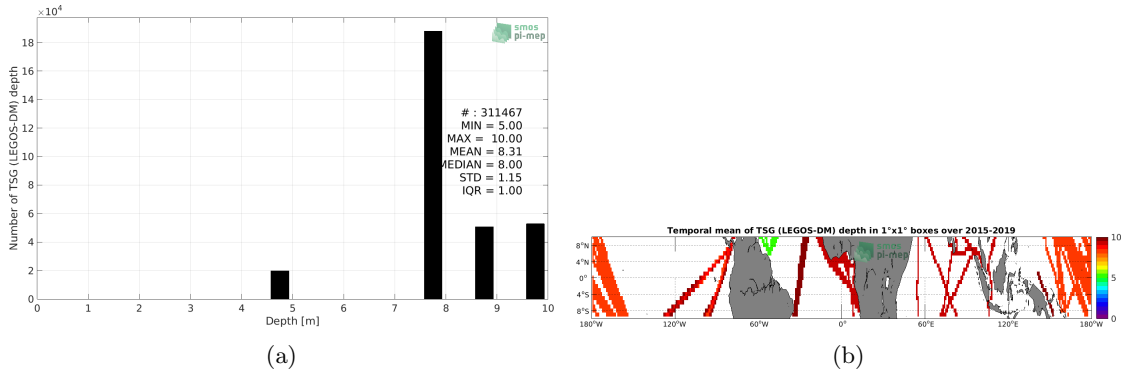 ×10⁴
18
16
14
12
10
8
6
4
2
0
Number of TSG (LEGOS-DM) depth
smos
pi-mep
# : 311467
MIN = 5.00
MAX = 10.00
MEAN = 8.31
MEDIAN = 8.00
STD = 1.15
IQR = 1.00
0 1 2 3 4 5 6 7 8 9 10
Depth [m]
(a)
Temporal mean of TSG (LEGOS-DM) depth in 1°x1° boxes over 2015-2019
smos
pi-mep
8°N
4°N
0°
4°S
8°S
180°W 120°W 60°W 0° 60°E 120°E 180°W
10
5
0
(b)